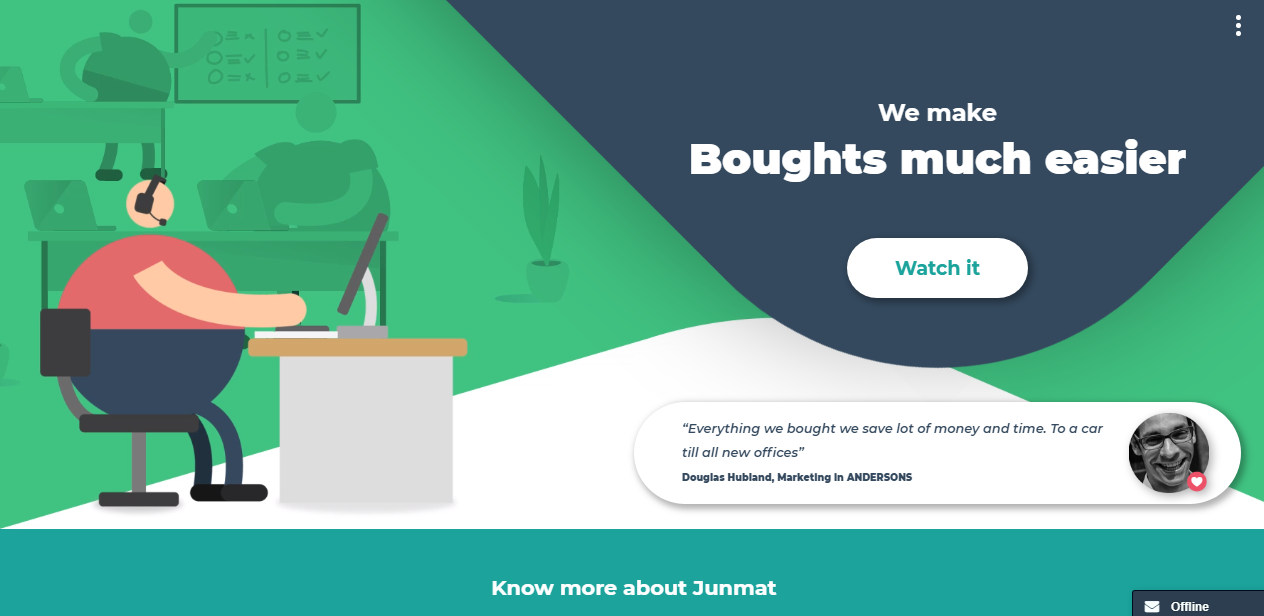 We make
Boughts much easier
Watch it
“Everything we bought we save lot of money and time. To a car
till all new offices”
Douglas Hubland, Marketing in ANDERSONS
Know more about Junmat
Offline